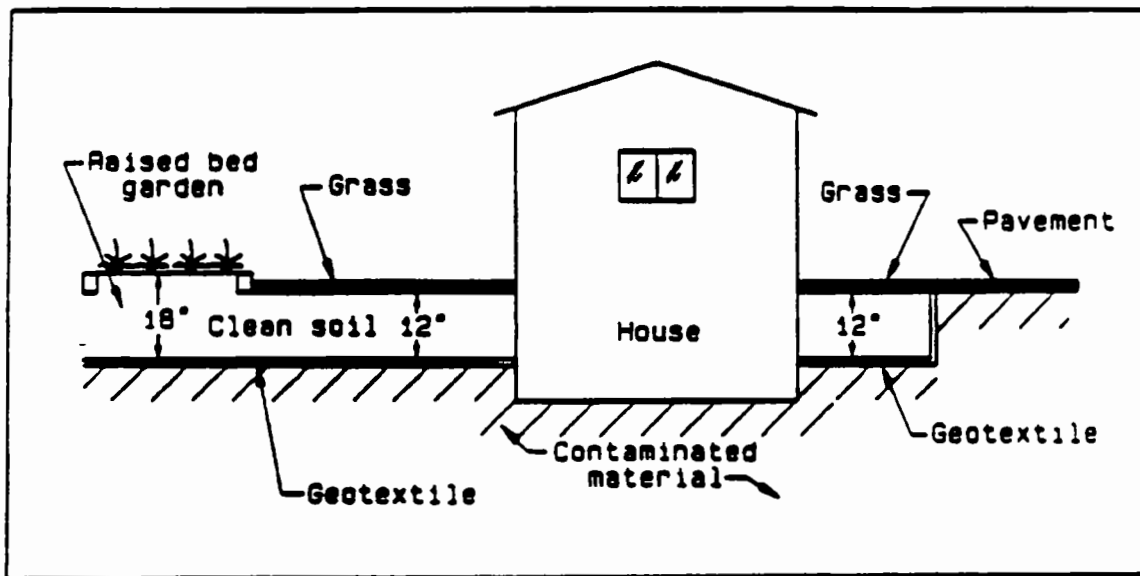 Raised bed
garden
Grass
Grass
Pavement
18"
Clean soil
12"
House
12"
Contaminated
material
Geotextile
Geotextile